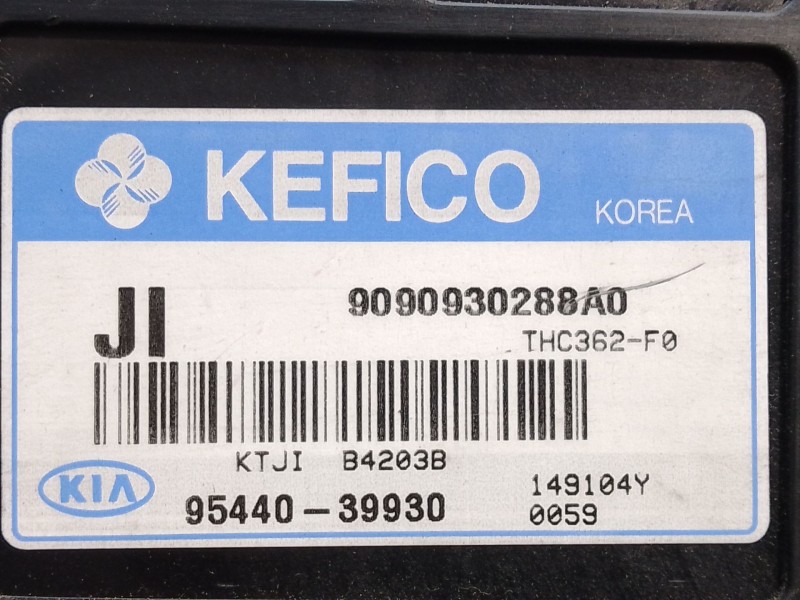 KEFICO KOREA
JI 9090930288A0
THC362-F0
KTJI B4203B
KIA 95440-39930 149104Y
0059